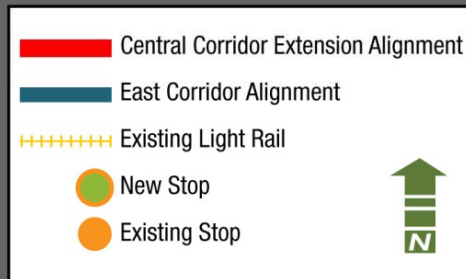 Central Corridor Extension Alignment
East Corridor Alignment
Existing Light Rail
New Stop
Existing Stop
N